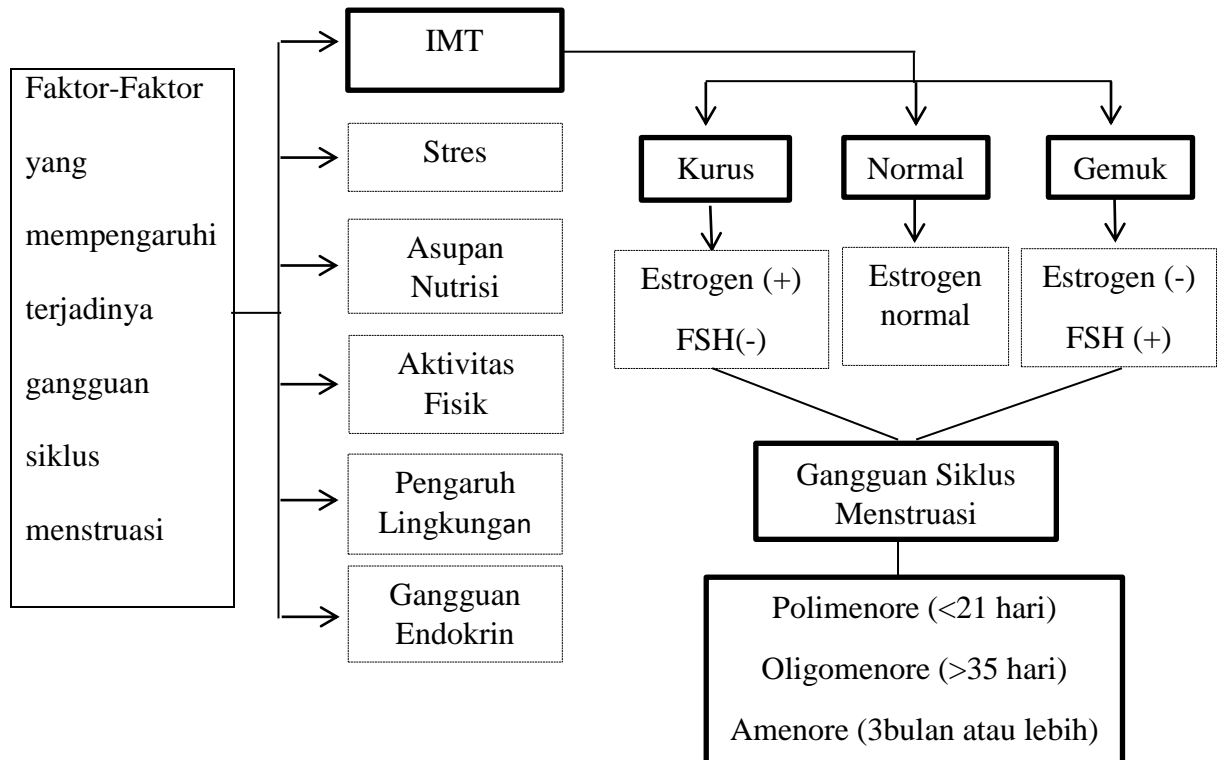 Faktor-Faktor
yang
mempengaruhi
terjadinya
gangguan
siklus
menstruasi
IMT
Stres
Asupan
Nutrisi
Aktivitas
Fisik
Pengaruh
Lingkungan
Gangguan
Endokrin
Kurus
Normal
Gemuk
Estrogen (+)
FSH(-)
Estrogen
normal
Estrogen (-)
FSH (+)
Gangguan Siklus
Menstruasi
Polimenore (<21 hari)
Oligomenore (>35 hari)
Amenore (3bulan atau lebih)